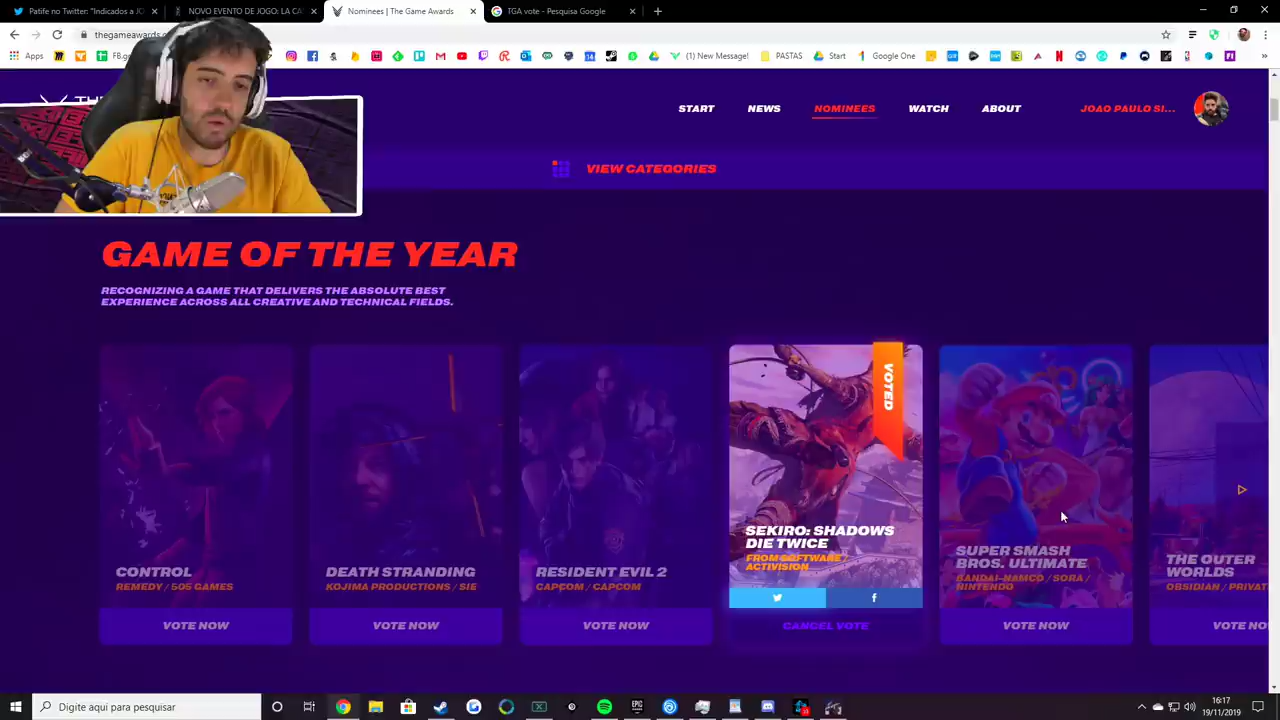 Patife no Twitter: "Indicados a JO
NOVO EVENTO DE JOGO: LA CA
Nominees | The Game Awards
TGA vote - Pesquisa Google
thegameawards.c
Apps
FB.g
(New Message!
PASTAS
Start
Google One
START
NEWS
NOMINEES
WATCH
ABOUT
JOAO PAULO SI...
VIEW CATEGORIES
GAME OF THE YEAR
RECOGNIZING A GAME THAT DELIVERS THE ABSOLUTE BEST
EXPERIENCE ACROSS ALL CREATIVE AND TECHNICAL FIELDS.
CONTROL
REMEDY / 505 GAMES
VOTE NOW
DEATH STRANDING
KOJIMA PRODUCTIONS / SIE
VOTE NOW
RESIDENT EVIL 2
CAPCOM / CAPCOM
VOTE NOW
VOTED
SEKIRO: SHADOWS
DIE TWICE
FROM SOFTWARE /
ACTIVISION
CANCEL VOTE
SUPER SMASH
BROS. ULTIMATE
BANDAI-NAMCO / SORA /
NINTENDO
VOTE NOW
THE OUTER
WORLDS
OBSIDIAN / PRIVAT
VOTE NO
Digite aqui para pesquisar
16:17
19/11/2019